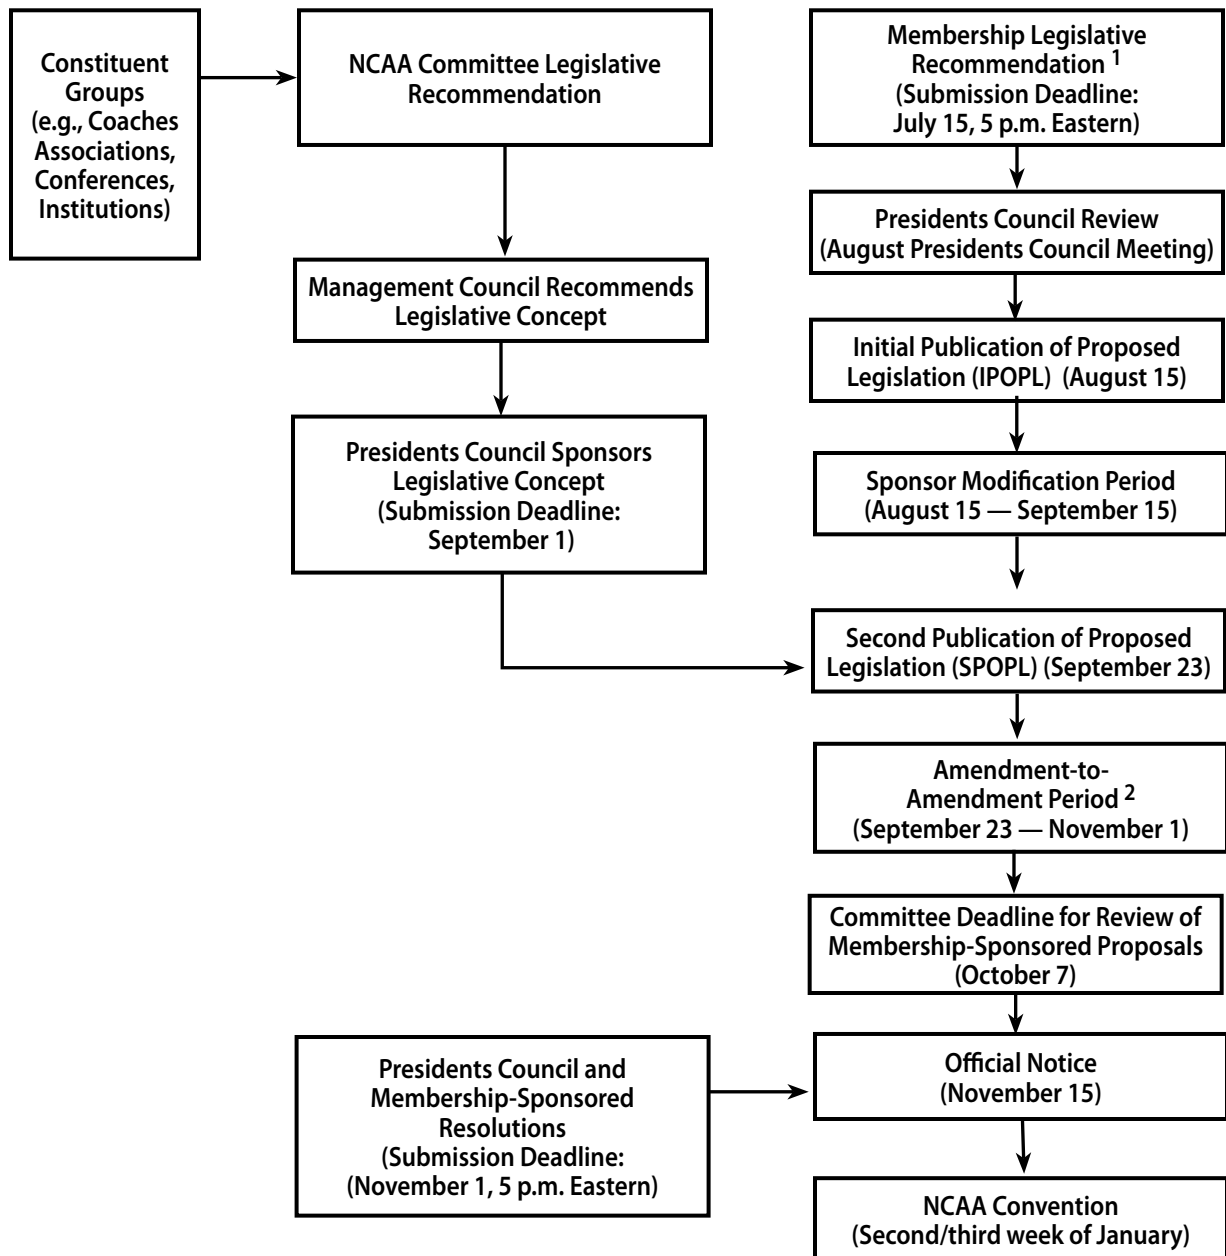 Constituent
Groups
(e.g., Coaches
Associations,
Conferences,
Institutions)
NCAA Committee Legislative
Recommendation
Management Council Recommends
Legislative Concept
Presidents Council Sponsors
Legislative Concept
(Submission Deadline:
September 1)
Membership Legislative
Recommendation 1
(Submission Deadline:
July 15, 5 p.m. Eastern)
Presidents Council Review
(August Presidents Council Meeting)
Initial Publication of Proposed
Legislation (IPOPL) (August 15)
Sponsor Modification Period
(August 15 — September 15)
Second Publication of Proposed
Legislation (SPOPL) (September 23)
Amendment-to-
Amendment Period 2
(September 23 — November 1)
Committee Deadline for Review of
Membership-Sponsored Proposals
(October 7)
Presidents Council and
Membership-Sponsored
Resolutions
(Submission Deadline:
(November 1, 5 p.m. Eastern)
Official Notice
(November 15)
NCAA Convention
(Second/third week of January)